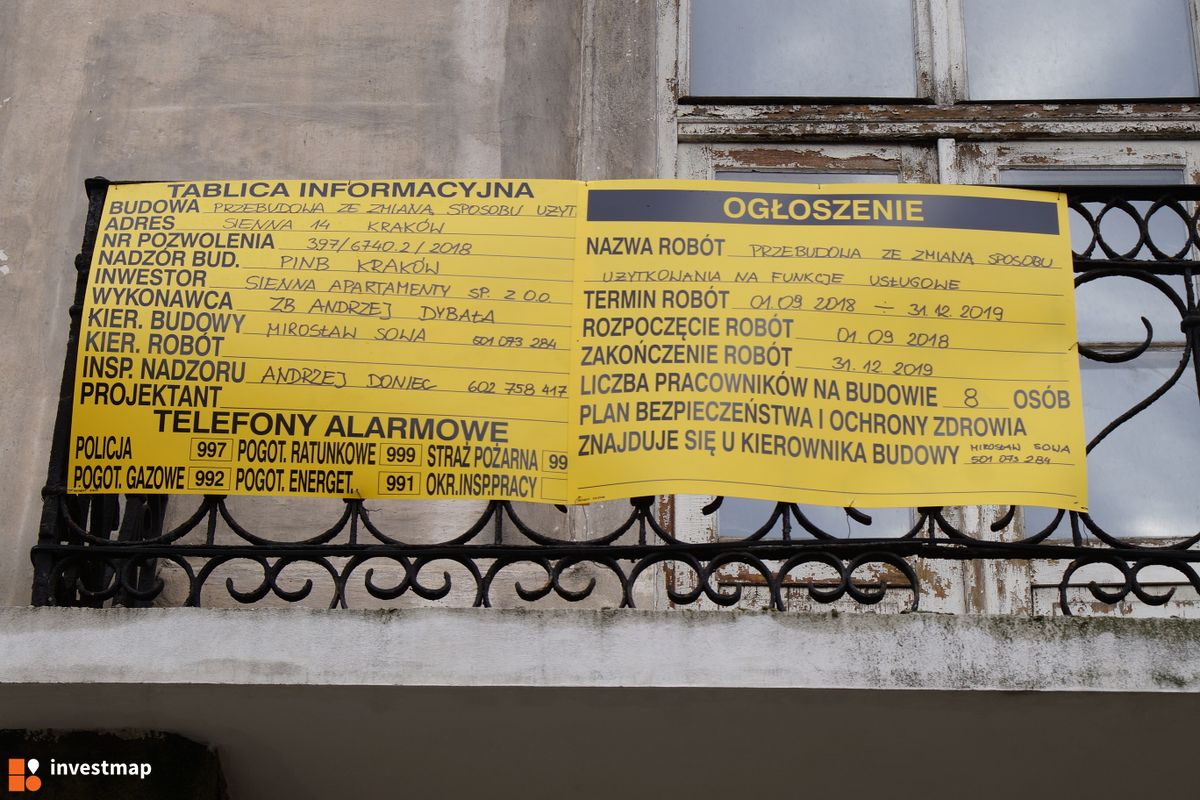 TABLICA INFORMACYJNA
BUDOWA PRZEBUDOWA ZE ZMIANĄ SPOSOBU UŻYT
ADRES SIENNA 14 KRAKÓW
NR POZWOLENIA 397/6740.2/2018
NADZÓR BUD. PINB KRAKÓW
INWESTOR SIENNA APARTAMENTY SP. Z O.O.
WYKONAWCA ZB ANDRZEJ DYBAŁA
KIER. BUDOWY MIROSŁAW SOWA 501 073 284
KIER. ROBÓT
INSP. NADZORU ANDRZEJ DONIEC 602 758 417
PROJEKTANT
TELEFONY ALARMOWE
POLICJA 997 POGOT. RATUNKOWE 999 STRAŻ POŻARNA 99
POGOT. GAZOWE 992 POGOT. ENERGET. 991 OKR.INSP.PRACY
OGŁOSZENIE
NAZWA ROBÓT PRZEBUDOWA ZE ZMIANĄ SPOSOBU
UŻYTKOWANIA NA FUNKCJE USŁUGOWE
TERMIN ROBÓT 01.09 2018 ÷ 31.12 2019
ROZPOCZĘCIE ROBÓT 01.09 2018
ZAKOŃCZENIE ROBÓT 31.12 2019
LICZBA PRACOWNIKÓW NA BUDOWIE 8 OSÓB
PLAN BEZPIECZEŃSTWA I OCHRONY ZDROWIA
ZNAJDUJE SIĘ U KIEROWNIKA BUDOWY MIROSŁAW SOWA
501 073 284
investmap